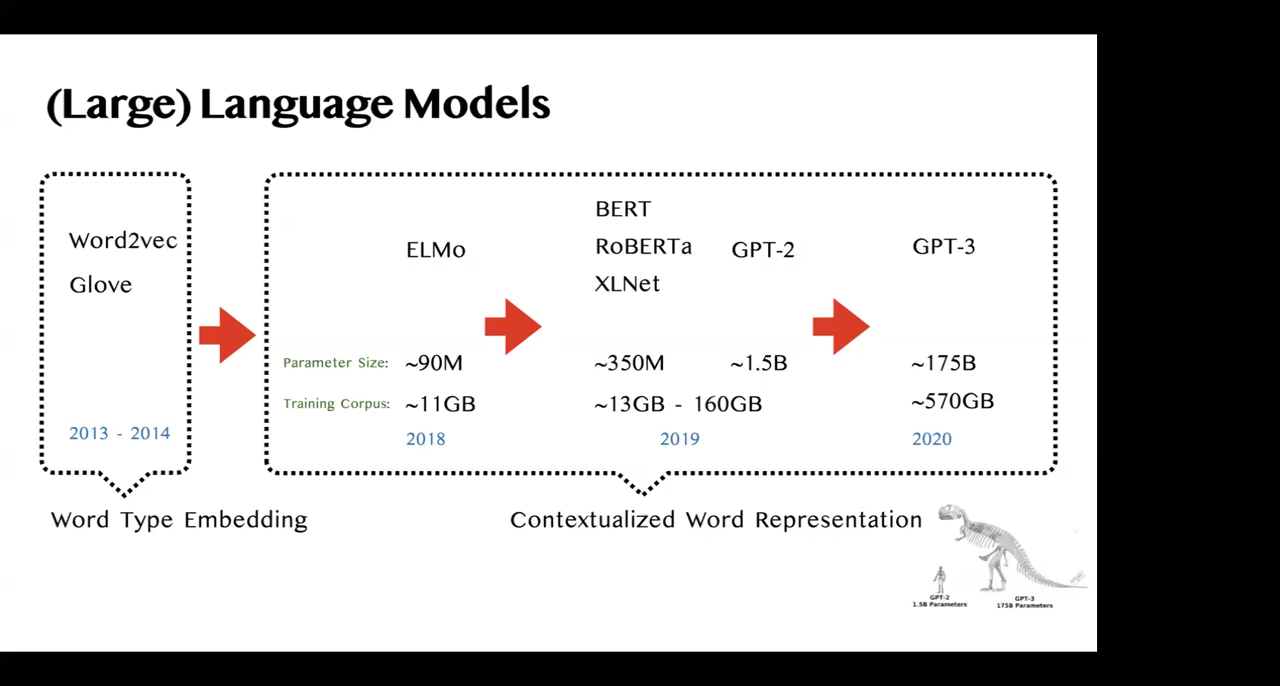 (Large) Language Models
Word2vec
Glove
2013 - 2014
Word Type Embedding
ELMo
BERT
RoBERTa
XLNet
GPT-2
GPT-3
Parameter Size: ~90M ~350M ~1.5B ~175B
Training Corpus: ~11GB ~13GB - 160GB ~570GB
2018 2019 2020
Contextualized Word Representation
GPT-2
1.5B Parameters
GPT-3
175B Parameters